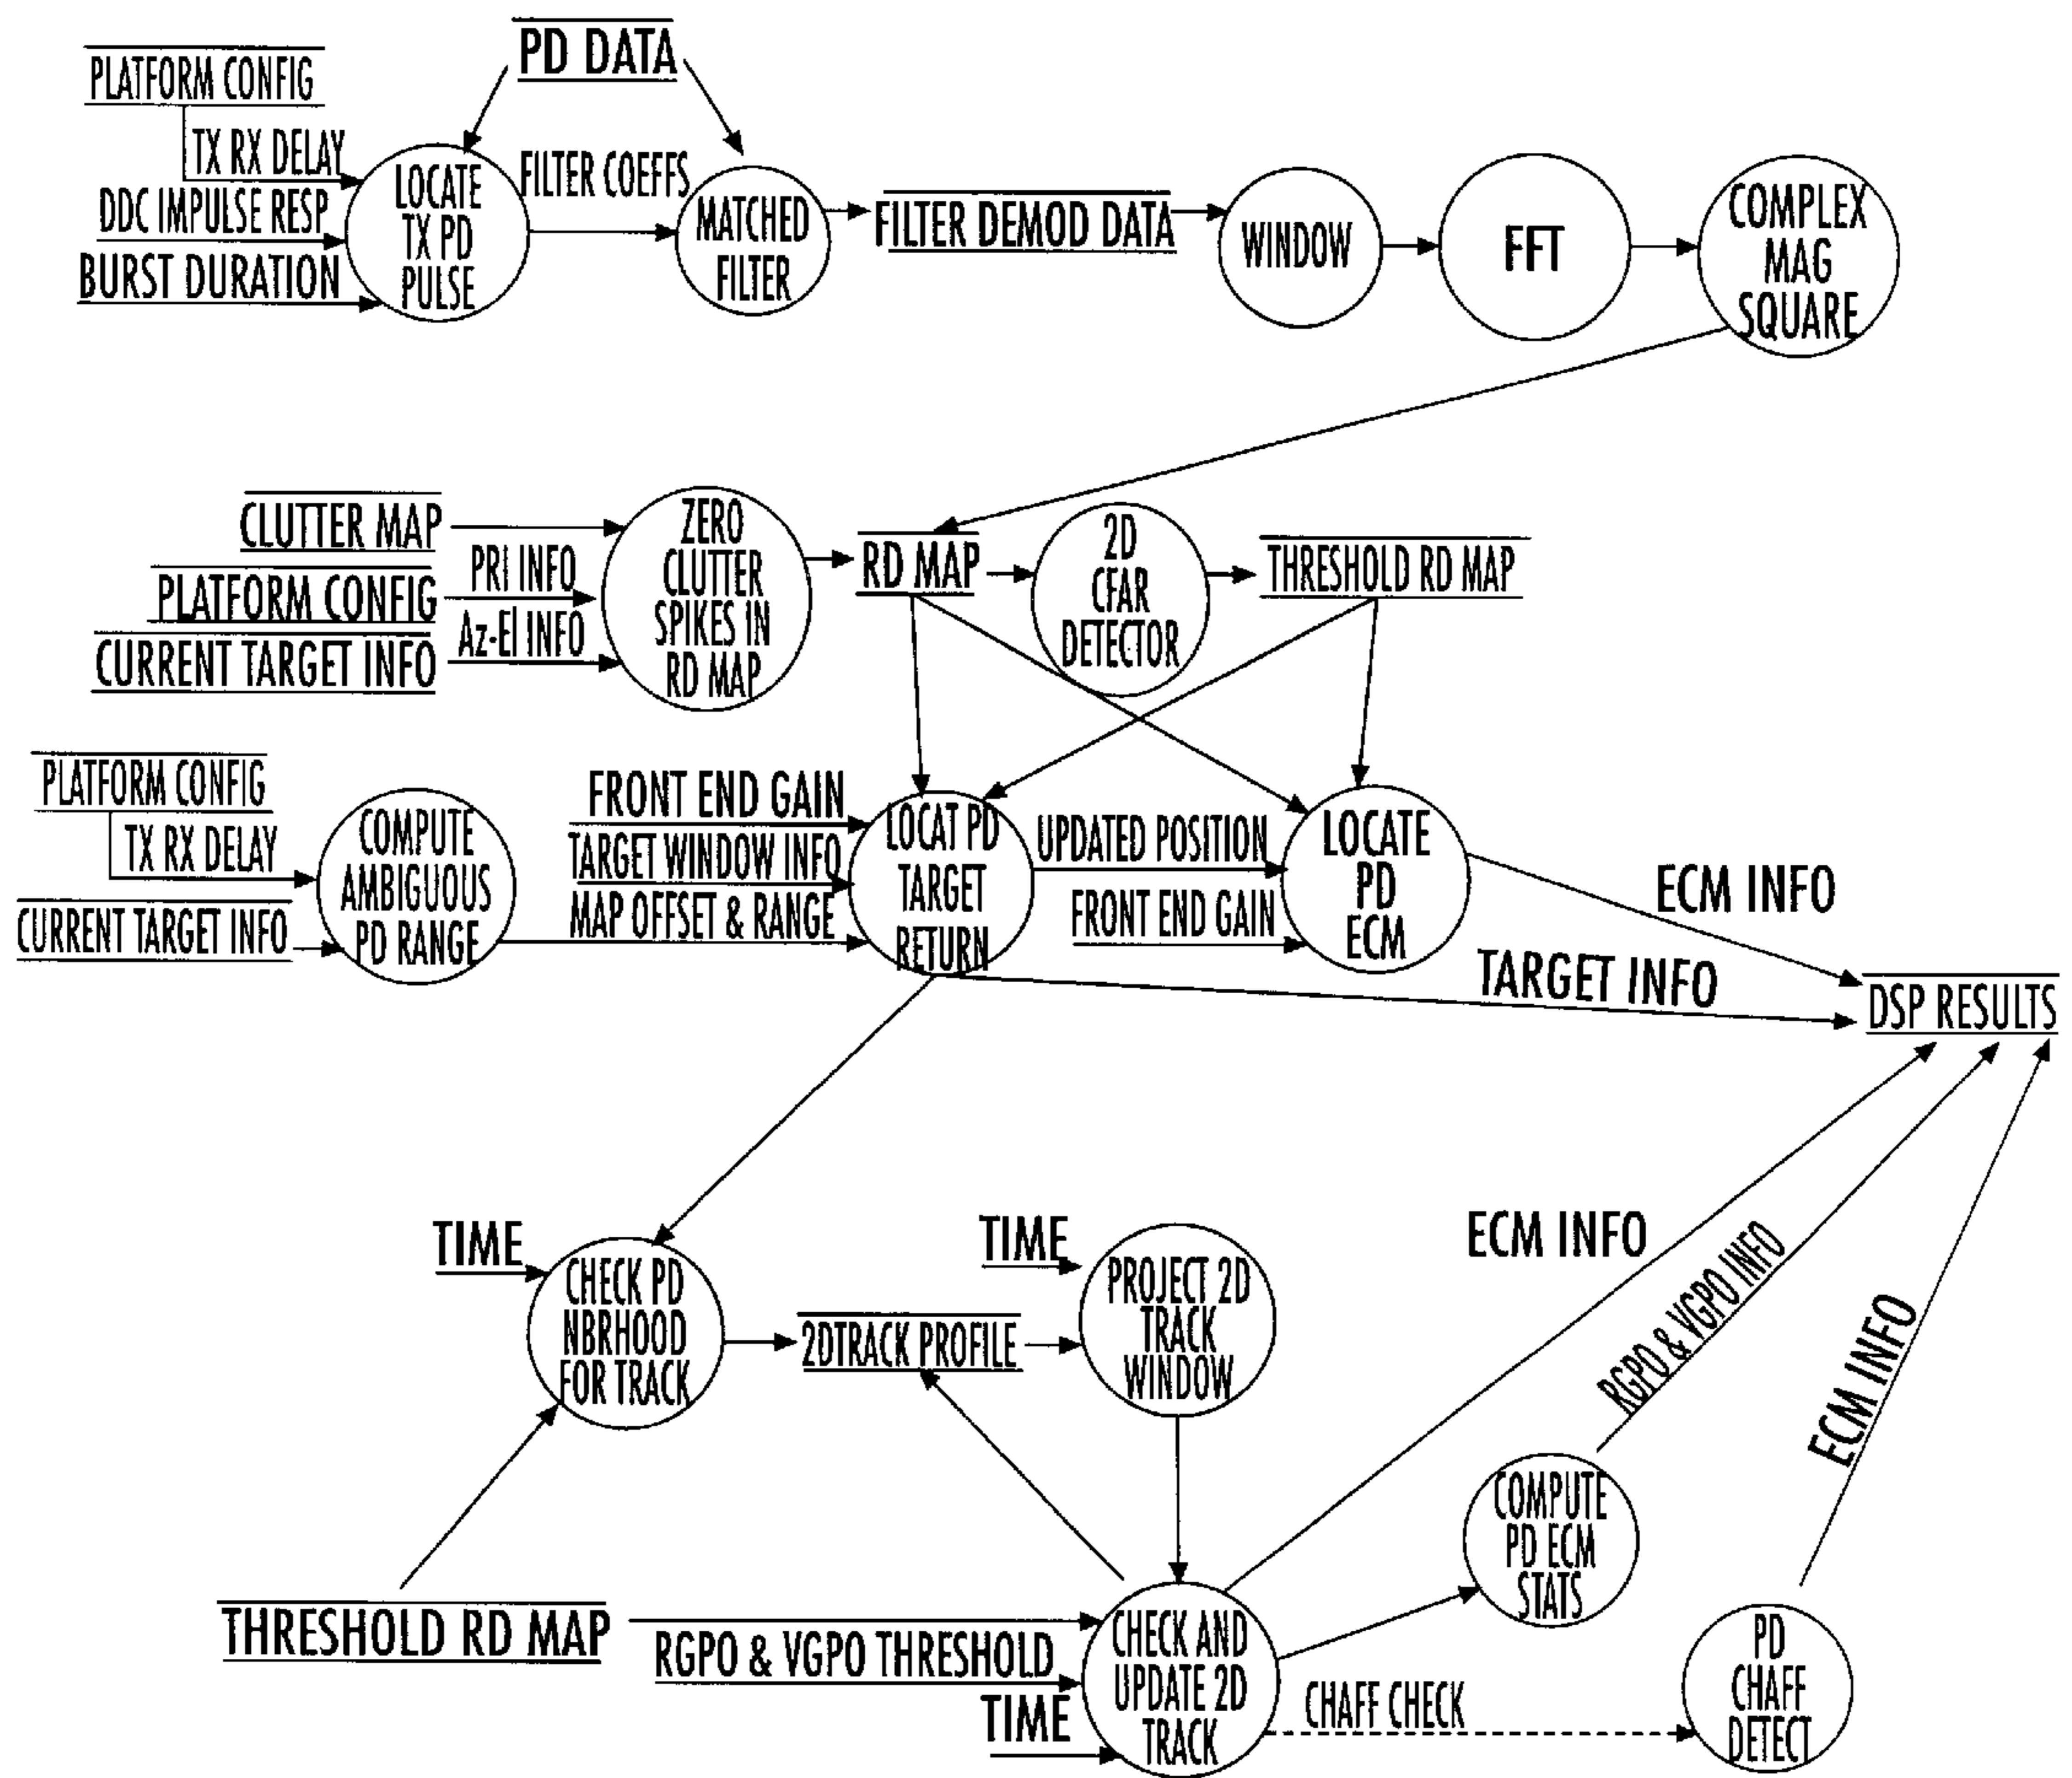 PD DATA
PLATFORM CONFIG
TX RX DELAY
DDC IMPULSE RESP
BURST DURATION
LOCATE
TX PD
PULSE
FILTER COEFFS
MATCHED
FILTER
FILTER DEMOD DATA
WINDOW
FFT
COMPLEX
MAG
SQUARE
CLUTTER MAP
PLATFORM CONFIG
PRI INFO
CURRENT TARGET INFO
Az-El INFO
ZERO
CLUTTER
SPIKES IN
RD MAP
RD MAP
2D
CFAR
DETECTOR
THRESHOLD RD MAP
PLATFORM CONFIG
TX RX DELAY
CURRENT TARGET INFO
COMPUTE
AMBIGUOUS
PD RANGE
FRONT END GAIN
TARGET WINDOW INFO
MAP OFFSET & RANGE
LOCAT PD
TARGET
RETURN
UPDATED POSITION
FRONT END GAIN
LOCATE
PD
ECM
ECM INFO
TARGET INFO
DSP RESULTS
TIME
CHECK PD
NBRHOOD
FOR TRACK
2DTRACK PROFILE
TIME
PROJECT 2D
TRACK
WINDOW
ECM INFO
RGPO & VGPO INFO
ECM INFO
COMPUTE
PD ECM
STATS
THRESHOLD RD MAP
RGPO & VGPO THRESHOLD
TIME
CHECK AND
UPDATE 2D
TRACK
CHAFF CHECK
PD
CHAFF
DETECT